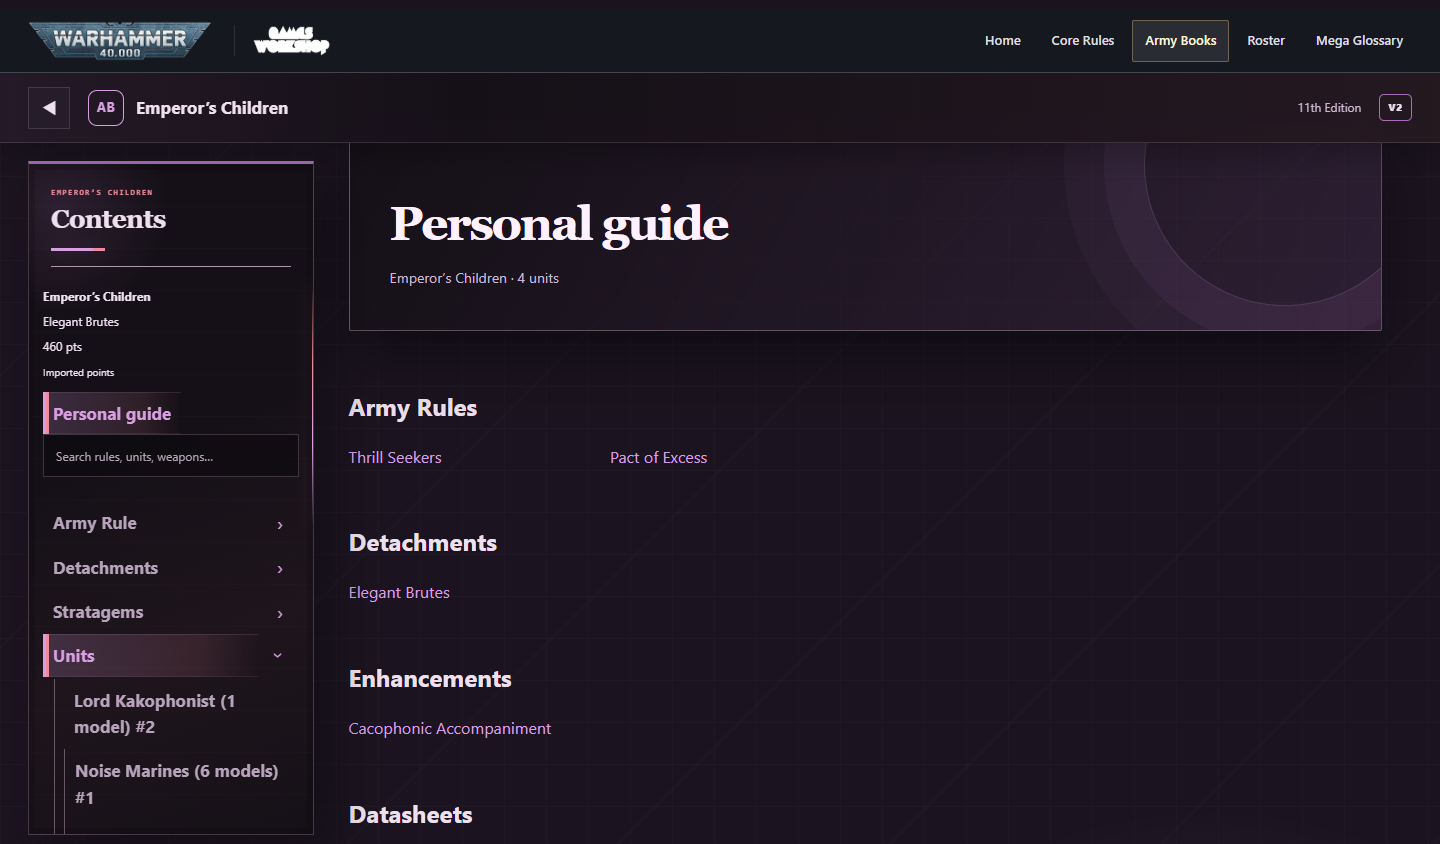 WARHAMMER
40,000
GAMES
WORKSHOP
Home
Core Rules
Army Books
Roster
Mega Glossary
◀
AB
Emperor’s Children
11th Edition
V2
EMPEROR’S CHILDREN
Contents
Emperor’s Children
Elegant Brutes
460 pts
Imported points
Personal guide
Search rules, units, weapons...
Army Rule
Detachments
Stratagems
Units
Lord Kakophonist (1
model) #2
Noise Marines (6 models)
#1
Personal guide
Emperor’s Children · 4 units
Army Rules
Thrill Seekers
Pact of Excess
Detachments
Elegant Brutes
Enhancements
Cacophonic Accompaniment
Datasheets